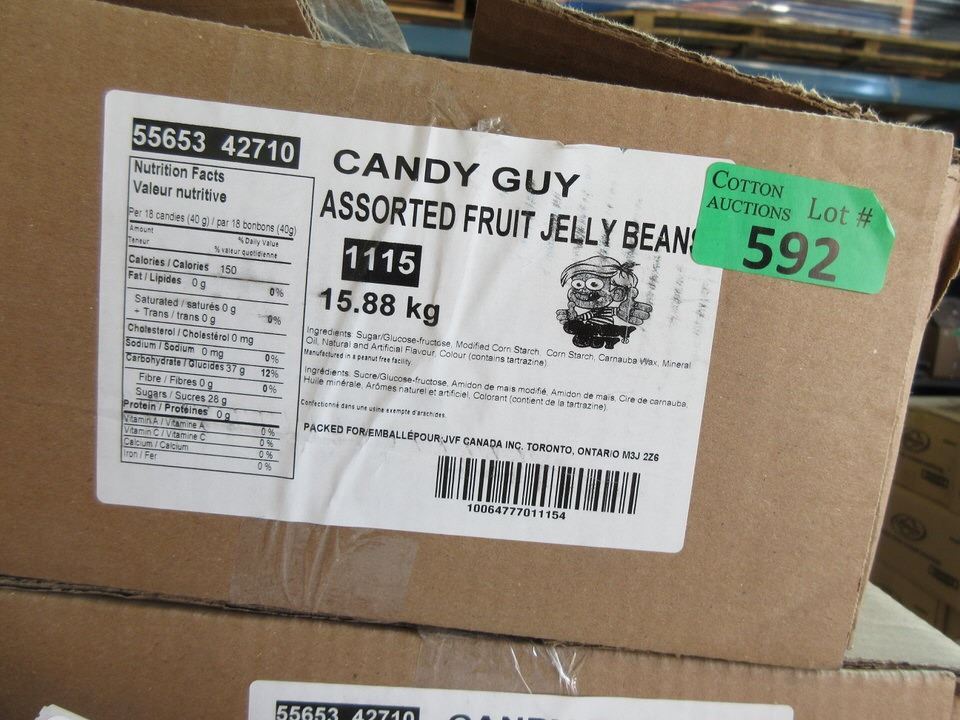 55653 42710
Nutrition Facts
Valeur nutritive
Per 18 candies (40 g) / par 18 bonbons (40g)
Amount
Teneur
% Daily Value
% valeur quotidienne
Calories / Calories 150
Fat / Lipides 0 g 0%
Saturated / saturés 0 g
+ Trans / trans 0 g 0%
Cholesterol / Cholestérol 0 mg
Sodium / Sodium 0 mg 0%
Carbohydrate / Glucides 37 g 12%
Fibre / Fibres 0 g 0%
Sugars / Sucres 28 g
Protein / Protéines 0 g
Vitamin A / Vitamine A 0%
Vitamin C / Vitamine C 0%
Calcium / Calcium 0%
Iron / Fer 0%
CANDY GUY
ASSORTED FRUIT JELLY BEANS
1115
15.88 kg
GUY
Ingredients: Sugar/Glucose-fructose, Modified Corn Starch, Corn Starch, Carnauba Wax, Mineral
Oil, Natural and Artificial Flavour, Colour (contains tartrazine).
Manufactured in a peanut free facility.
Ingrédients: Sucre/Glucose-fructose, Amidon de maïs modifié, Amidon de maïs, Cire de carnauba,
Huile minérale, Arômes naturel et artificiel, Colorant (contient de la tartrazine).
Confectionné dans une usine exempte d'arachides.
PACKED FOR/EMBALLÉPOUR:JVF CANADA INC. TORONTO, ONTARIO M3J 2Z6
10064777011154
COTTON
AUCTIONS Lot #
592
55653 42710